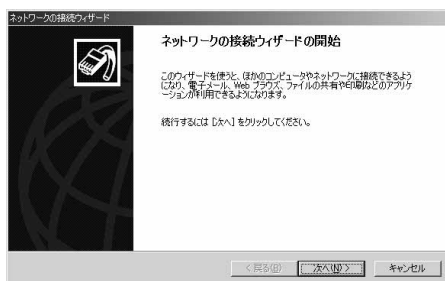 ネットワークの接続ウィザード
ネットワークの接続ウィザードの開始
このウィザードを使うと、ほかのコンピュータやネットワークに接続できるよう
になり、電子メール、Web ブラウズ、ファイルの共有や印刷などのアプリケ
ーションが利用できるようになります。
続行するには [次へ] をクリックしてください。
< 戻る(B) 次へ(N) > キャンセル